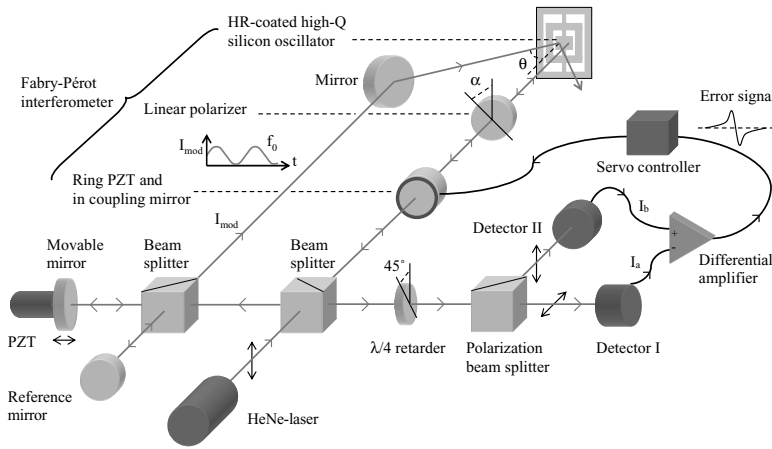 HR-coated high-Q
silicon oscillator
Fabry-Pérot
interferometer
Mirror
θ
α
Linear polarizer
Error signa
I_mod
f_0
t
Servo controller
Ring PZT and
in coupling mirror
I_mod
Detector II
I_b
+
-
Differential
amplifier
I_a
Movable
mirror
Beam
splitter
Beam
splitter
45°
PZT
λ/4 retarder
Polarization
beam splitter
Detector I
Reference
mirror
HeNe-laser